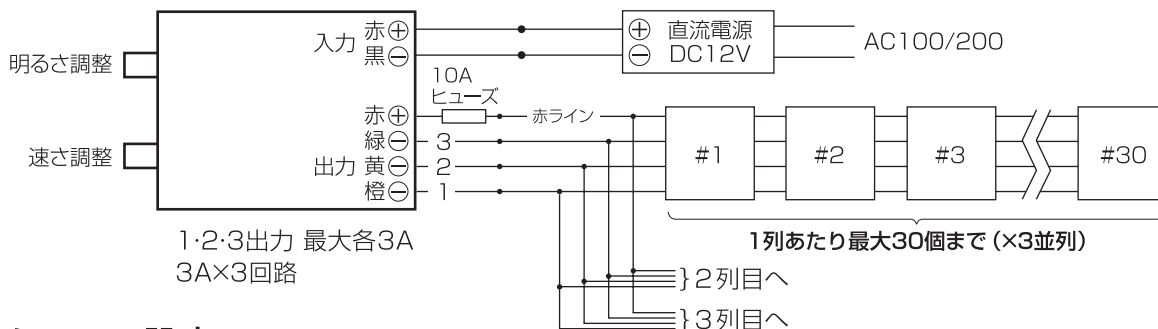 明るさ調整
速さ調整
入力
赤⊕
黒⊖
出力
赤⊕
緑⊖
黄⊖
橙⊖
10A
ヒューズ
赤ライン
3
2
1
⊕ 直流電源
⊖ DC12V
AC100/200
#1
#2
#3
#30
1・2・3出力 最大各3A
3A×3回路
1列あたり最大30個まで（×3並列）
}2列目へ
}3列目へ